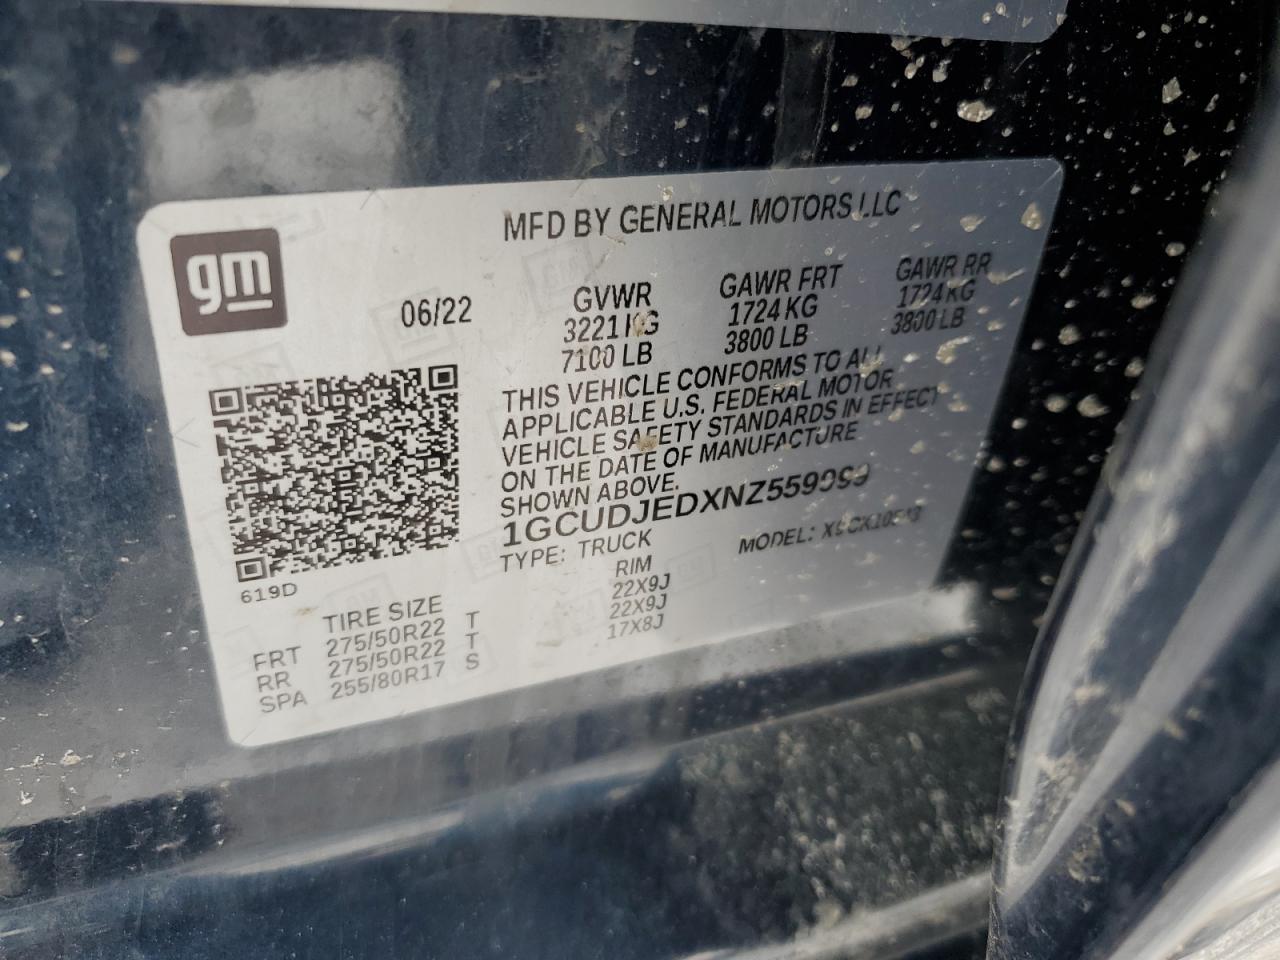 MFD BY GENERAL MOTORS LLC
gm
06/22
GVWR
3221 KG
7100 LB
GAWR FRT
1724 KG
3800 LB
GAWR RR
1724 KG
3800 LB
THIS VEHICLE CONFORMS TO ALL
APPLICABLE U.S. FEDERAL MOTOR
VEHICLE SAFETY STANDARDS IN EFFECT
ON THE DATE OF MANUFACTURE
SHOWN ABOVE.
1GCUDJEDXNZ559099
TYPE: TRUCK
MODEL:
619D
TIRE SIZE
RIM
FRT 275/50R22 T 22X9J
RR 275/50R22 T 22X9J
SPA 255/80R17 S 17X8J